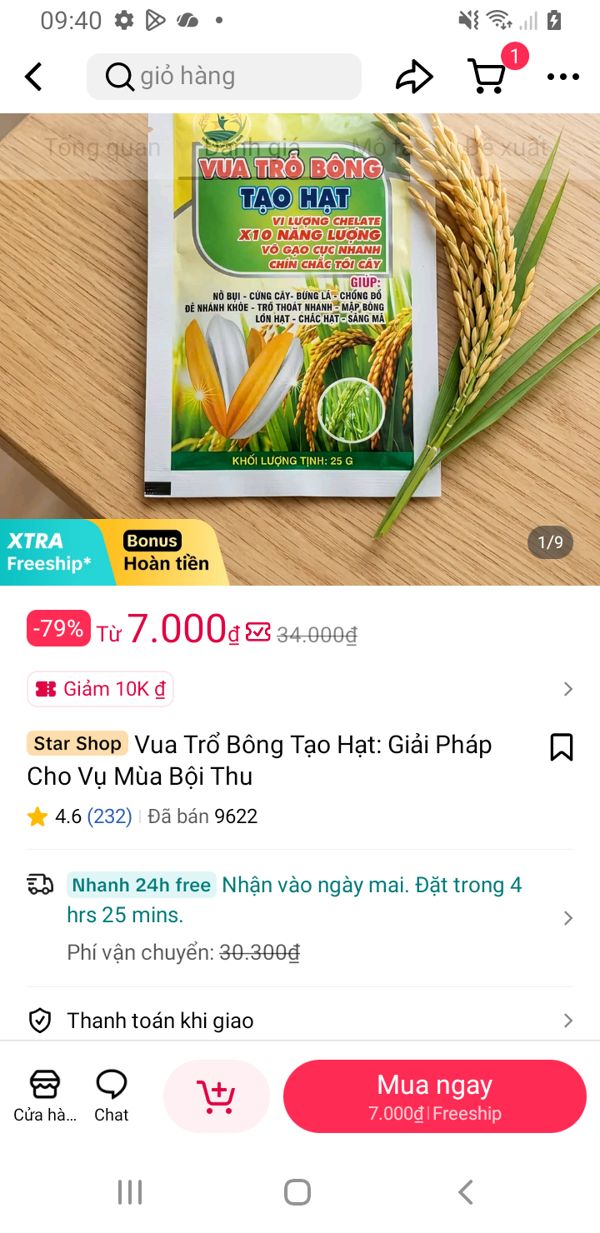 09:40
giỏ hàng
1
Tổng quan
Đánh giá
Đề xuất
VUA TRỔ BÔNG
TẠO HẠT
VI LƯỢNG CHELATE
X10 NĂNG LƯỢNG
VÔ GẠO CỰC NHANH
CHÍN CHẮC TỚI CẬY
GIÚP:
NỞ BỤI - CỨNG CÂY- ĐỨNG LÁ - CHỐNG ĐỔ
ĐẺ NHÁNH KHỎE - TRỔ THOÁT NHANH - MẬP BÔNG
LỚN HẠT - CHẮC HẠT - SÁNG MÃ
KHỐI LƯỢNG TỊNH: 25 G
XTRA
Freeship*
Bonus
Hoàn tiền
1/9
-79% Từ 7.000₫ 34.000₫
Giảm 10K ₫
Star Shop Vua Trổ Bông Tạo Hạt: Giải Pháp
Cho Vụ Mùa Bội Thu
4.6 (232) Đã bán 9622
Nhanh 24h free Nhận vào ngày mai. Đặt trong 4
hrs 25 mins.
Phí vận chuyển: 30.300₫
Thanh toán khi giao
Cửa hà...
Chat
Mua ngay
7.000₫ | Freeship